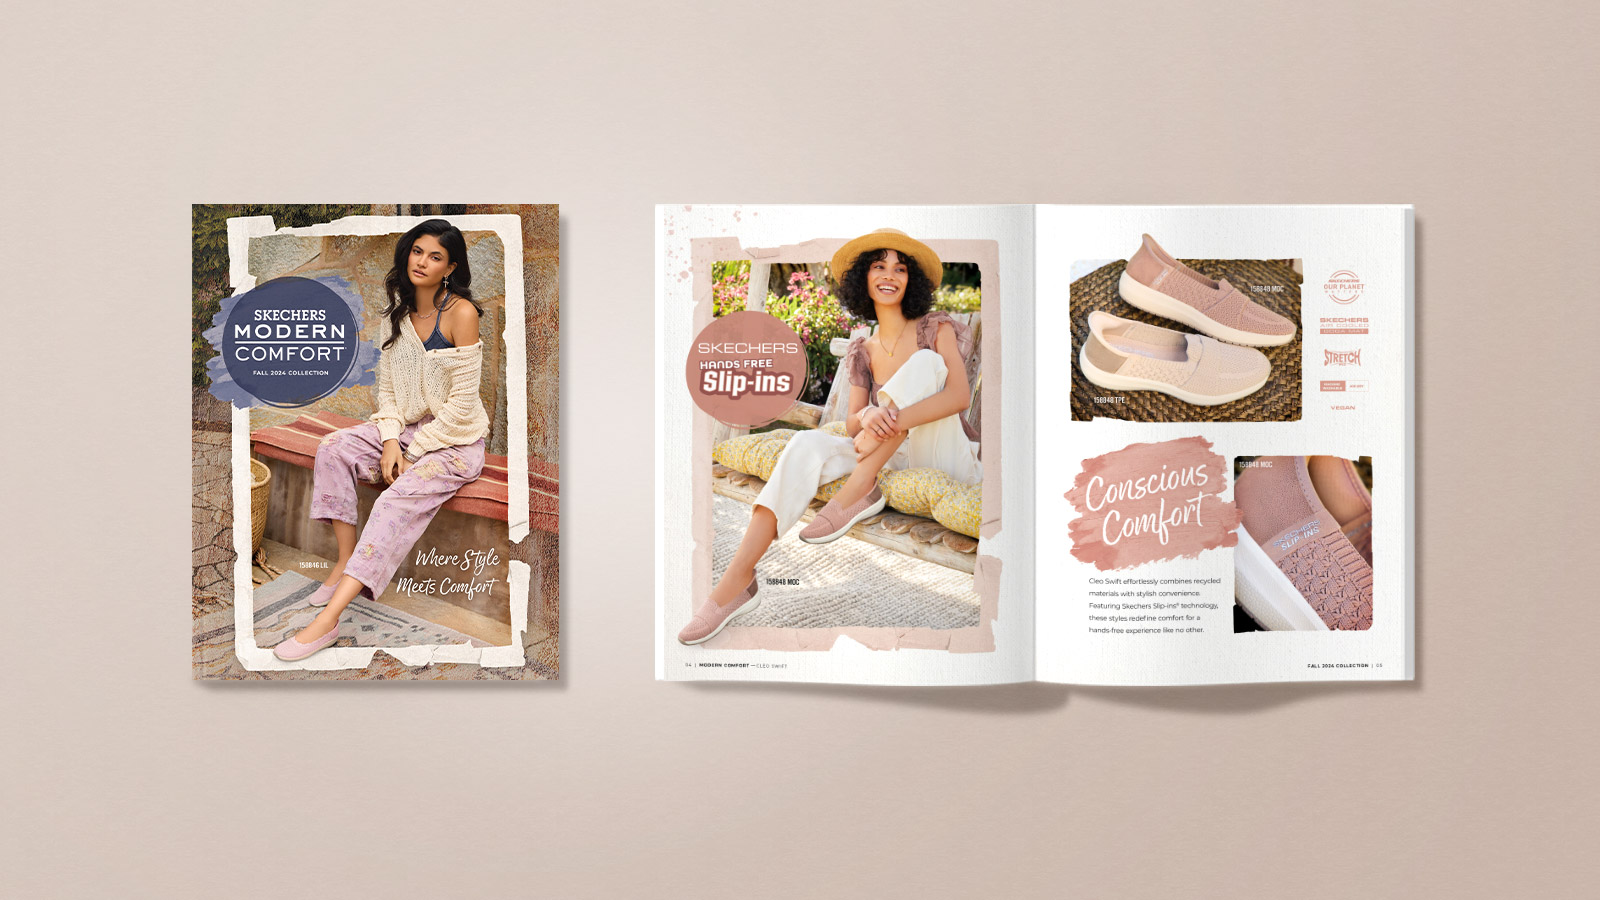 SKECHERS
MODERN
COMFORT
FALL 2024 COLLECTION
158846 LIL
Where Style
Meets Comfort
SKECHERS
HANDS FREE
Slip-ins
158848 MOC
04 | MODERN COMFORT — CLEO SWIFT
158848 MOC
158848 TPE
OUR PLANET
MATTERS
SKECHERS
AIR COOLED
STRETCH
VEGAN
Conscious
Comfort
158848 MOC
SKECHERS
SLIP-INS
Cleo Swift effortlessly combines recycled
materials with stylish convenience.
Featuring Skechers Slip-ins® technology,
these styles redefine comfort for a
hands-free experience like no other.
FALL 2024 COLLECTION | 05